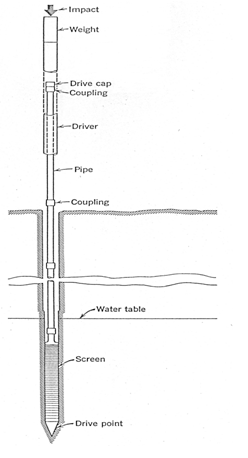 Impact
Weight
Drive cap
Coupling
Driver
Pipe
Coupling
Water table
Screen
Drive point